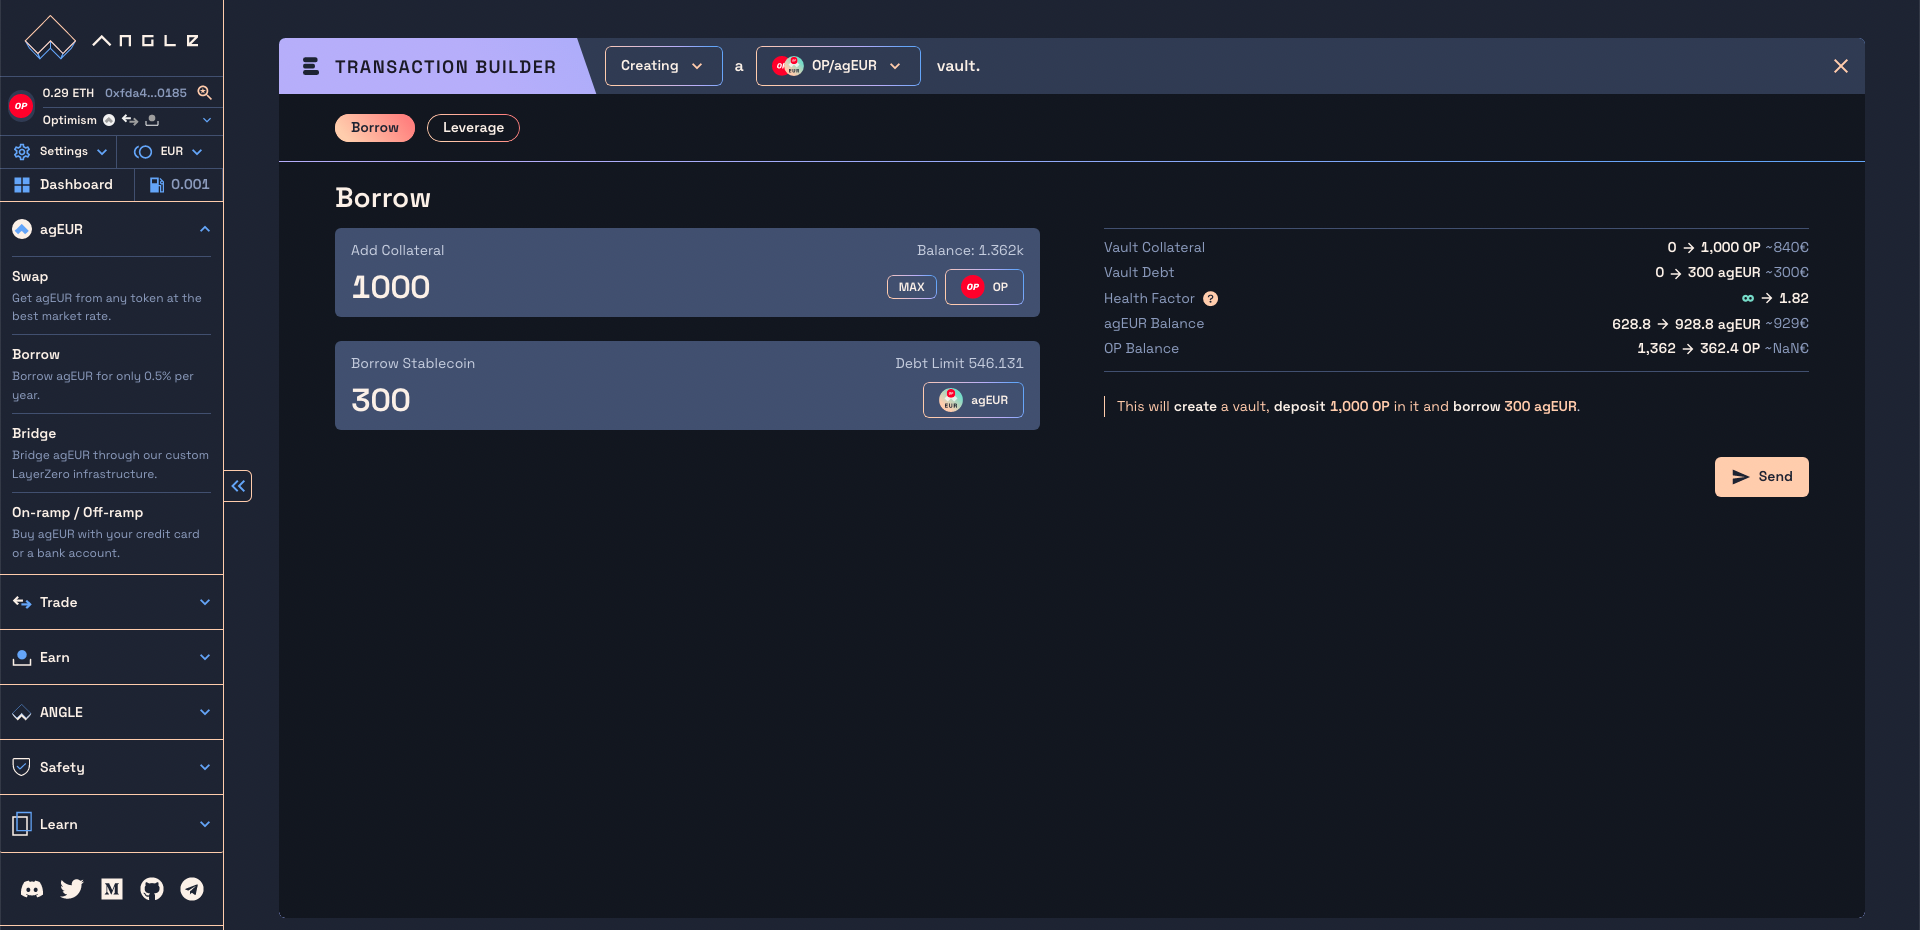 ANGLE
0.29 ETH 0xfda4...0185
OP
Optimism
Settings
EUR
Dashboard
0.001
agEUR
Swap
Get agEUR from any token at the
best market rate.
Borrow
Borrow agEUR for only 0.5% per
year.
Bridge
Bridge agEUR through our custom
LayerZero infrastructure.
On-ramp / Off-ramp
Buy agEUR with your credit card
or a bank account.
Trade
Earn
ANGLE
Safety
Learn
TRANSACTION BUILDER
Creating
a
OP/agEUR
vault.
Borrow
Leverage
Borrow
Add Collateral
Balance: 1.362k
1000
MAX
OP OP
Borrow Stablecoin
Debt Limit 546.131
300
EUR agEUR
Vault Collateral 0 → 1,000 OP ~840€
Vault Debt 0 → 300 agEUR ~300€
Health Factor ? ∞ → 1.82
agEUR Balance 628.8 → 928.8 agEUR ~929€
OP Balance 1,362 → 362.4 OP ~NaN€
This will create a vault, deposit 1,000 OP in it and borrow 300 agEUR.
Send